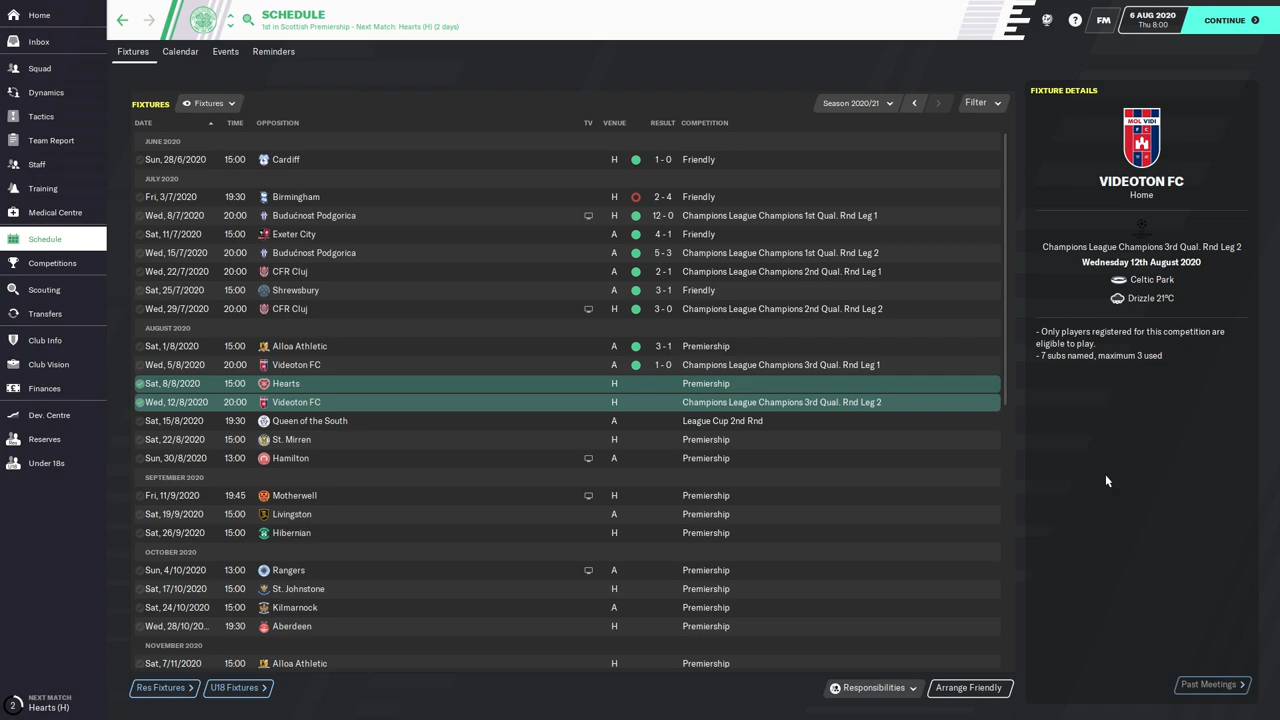 Home
Inbox
Squad
Dynamics
Tactics
Team Report
Staff
Training
Medical Centre
Schedule
Competitions
Scouting
Transfers
Club Info
Club Vision
Finances
Dev. Centre
Reserves
Under 18s
2 NEXT MATCH
Hearts (H)
SCHEDULE
1st in Scottish Premiership - Next Match: Hearts (H) (2 days)
? FM
6 AUG 2020
Thu 8:00
CONTINUE
Fixtures Calendar Events Reminders
FIXTURES Fixtures Season 2020/21 Filter
DATE TIME OPPOSITION TV VENUE RESULT COMPETITION
JUNE 2020
Sun, 28/6/2020 15:00 Cardiff H 1 - 0 Friendly
JULY 2020
Fri, 3/7/2020 19:30 Birmingham H 2 - 4 Friendly
Wed, 8/7/2020 20:00 Budućnost Podgorica H 12 - 0 Champions League Champions 1st Qual. Rnd Leg 1
Sat, 11/7/2020 15:00 Exeter City A 4 - 1 Friendly
Wed, 15/7/2020 20:00 Budućnost Podgorica A 5 - 3 Champions League Champions 1st Qual. Rnd Leg 2
Wed, 22/7/2020 20:00 CFR Cluj A 2 - 1 Champions League Champions 2nd Qual. Rnd Leg 1
Sat, 25/7/2020 15:00 Shrewsbury A 3 - 1 Friendly
Wed, 29/7/2020 20:00 CFR Cluj H 3 - 0 Champions League Champions 2nd Qual. Rnd Leg 2
AUGUST 2020
Sat, 1/8/2020 15:00 Alloa Athletic A 3 - 1 Premiership
Wed, 5/8/2020 20:00 Videoton FC A 1 - 0 Champions League Champions 3rd Qual. Rnd Leg 1
Sat, 8/8/2020 15:00 Hearts H Premiership
Wed, 12/8/2020 20:00 Videoton FC H Champions League Champions 3rd Qual. Rnd Leg 2
Sat, 15/8/2020 19:30 Queen of the South A League Cup 2nd Rnd
Sat, 22/8/2020 15:00 St. Mirren H Premiership
Sun, 30/8/2020 13:00 Hamilton A Premiership
SEPTEMBER 2020
Fri, 11/9/2020 19:45 Motherwell H Premiership
Sat, 19/9/2020 15:00 Livingston A Premiership
Sat, 26/9/2020 15:00 Hibernian H Premiership
OCTOBER 2020
Sun, 4/10/2020 13:00 Rangers A Premiership
Sat, 17/10/2020 15:00 St. Johnstone H Premiership
Sat, 24/10/2020 15:00 Kilmarnock A Premiership
Wed, 28/10/20... 19:30 Aberdeen H Premiership
NOVEMBER 2020
Sat, 7/11/2020 15:00 Alloa Athletic H Premiership
Res Fixtures U18 Fixtures Responsibilities Arrange Friendly
FIXTURE DETAILS
MOL VIDI
FC
VIDEOTON FC
Home
Champions League Champions 3rd Qual. Rnd Leg 2
Wednesday 12th August 2020
Celtic Park
Drizzle 21°C
- Only players registered for this competition are
eligible to play.
- 7 subs named, maximum 3 used
Past Meetings